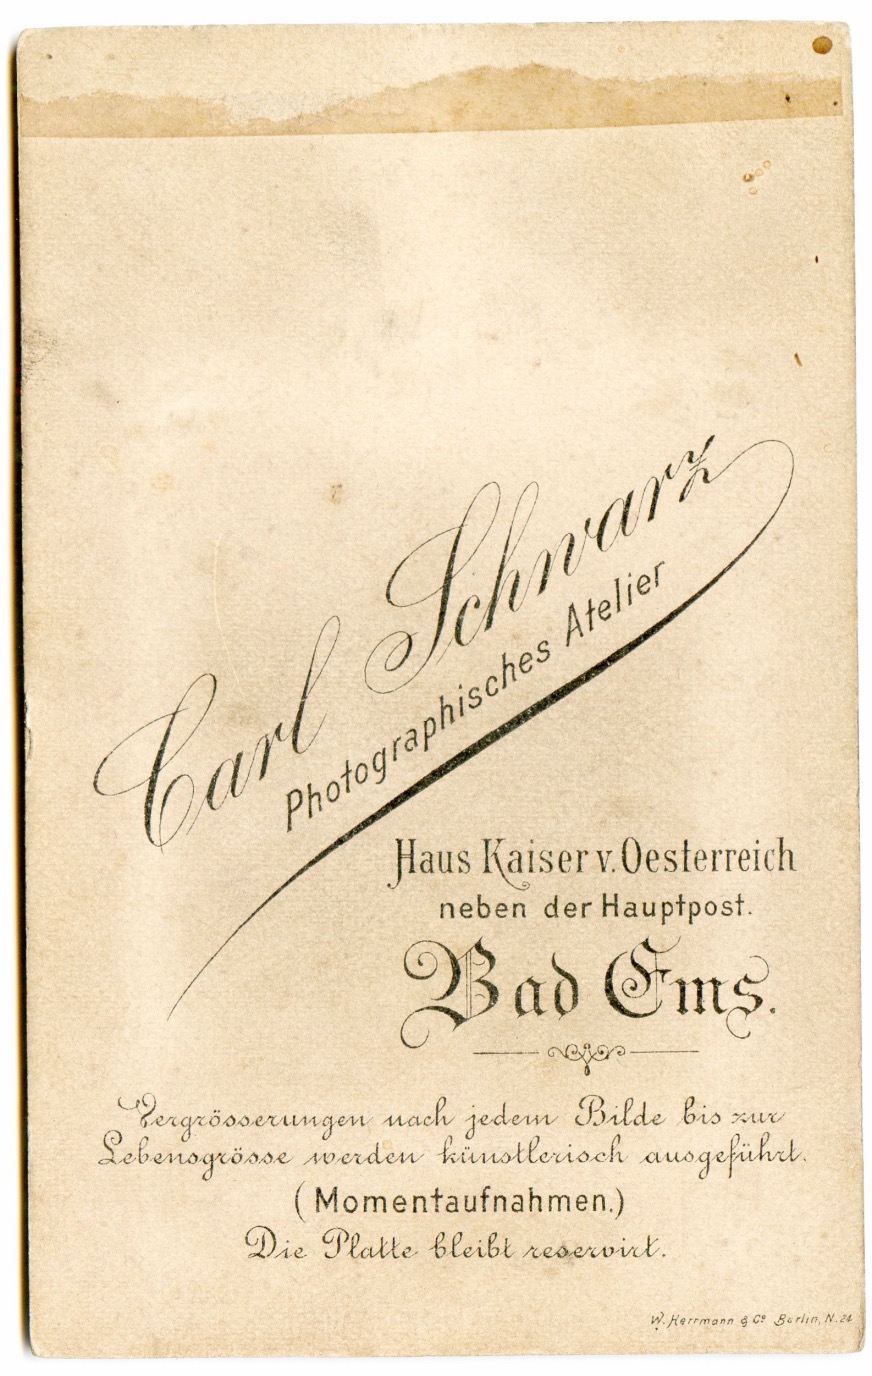 Carl Schwarz
Photographisches Atelier
Haus Kaiser v. Oesterreich
neben der Hauptpost.
Bad Ems.
Vergrösserungen nach jedem Bilde bis zur
Lebensgrösse werden künstlerisch ausgeführt.
(Momentaufnahmen.)
Die Platte bleibt reservirt.
W. Herrmann & Co Berlin, N. 24